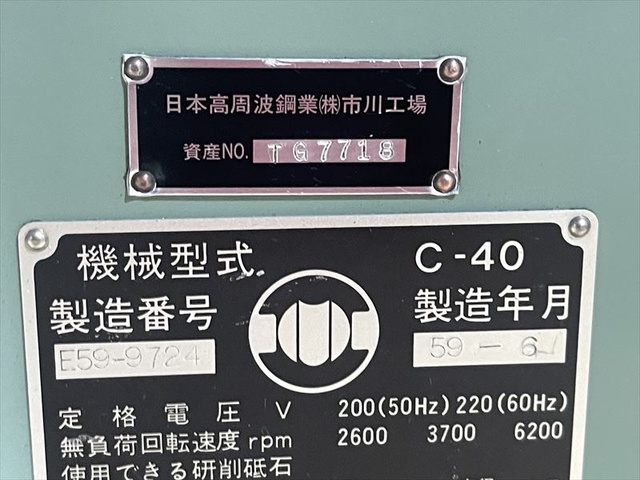 日本高周波鋼業㈱市川工場
資産NO. TG7718
機械型式 C-40
製造番号 製造年月
E59-9724 59-6
定格電圧 V 200(50Hz) 220(60Hz)
無負荷回転速度 rpm 2600 3700 6200
使用できる研削砥石